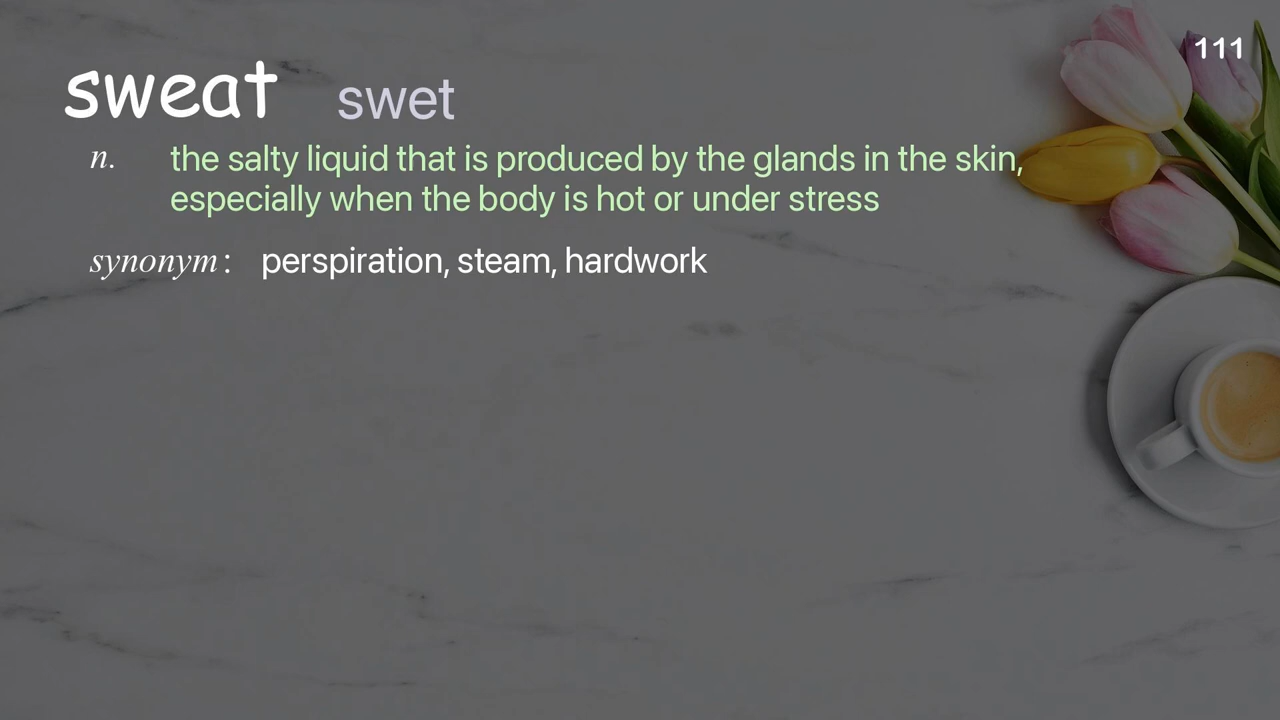 111
sweat swet
n. the salty liquid that is produced by the glands in the skin,
especially when the body is hot or under stress
synonym: perspiration, steam, hardwork